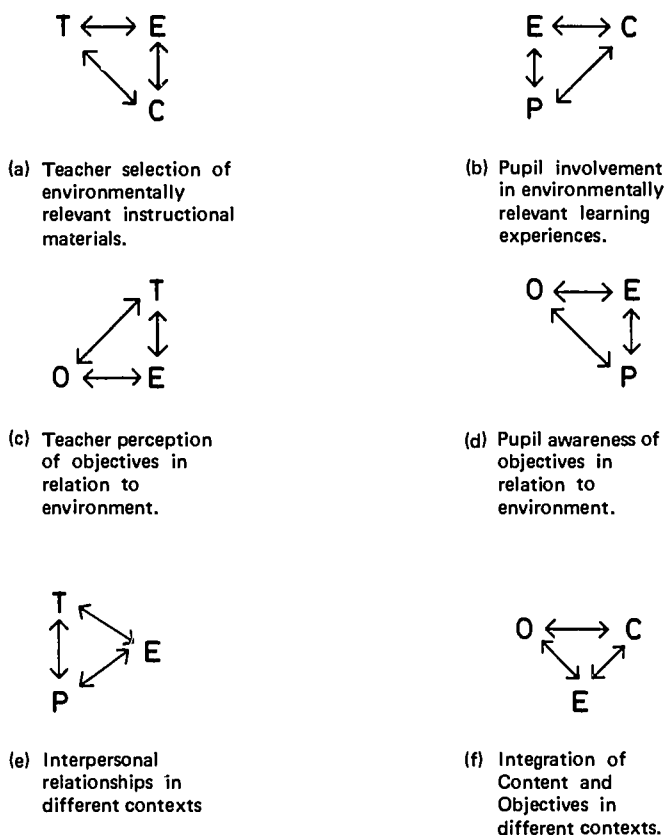 T E
C
(a) Teacher selection of
environmentally
relevant instructional
materials.
E C
P
(b) Pupil involvement
in environmentally
relevant learning
experiences.
T
O E
(c) Teacher perception
of objectives in
relation to
environment.
O E
P
(d) Pupil awareness of
objectives in
relation to
environment.
T
E
P
(e) Interpersonal
relationships in
different contexts
O C
E
(f) Integration of
Content and
Objectives in
different contexts.